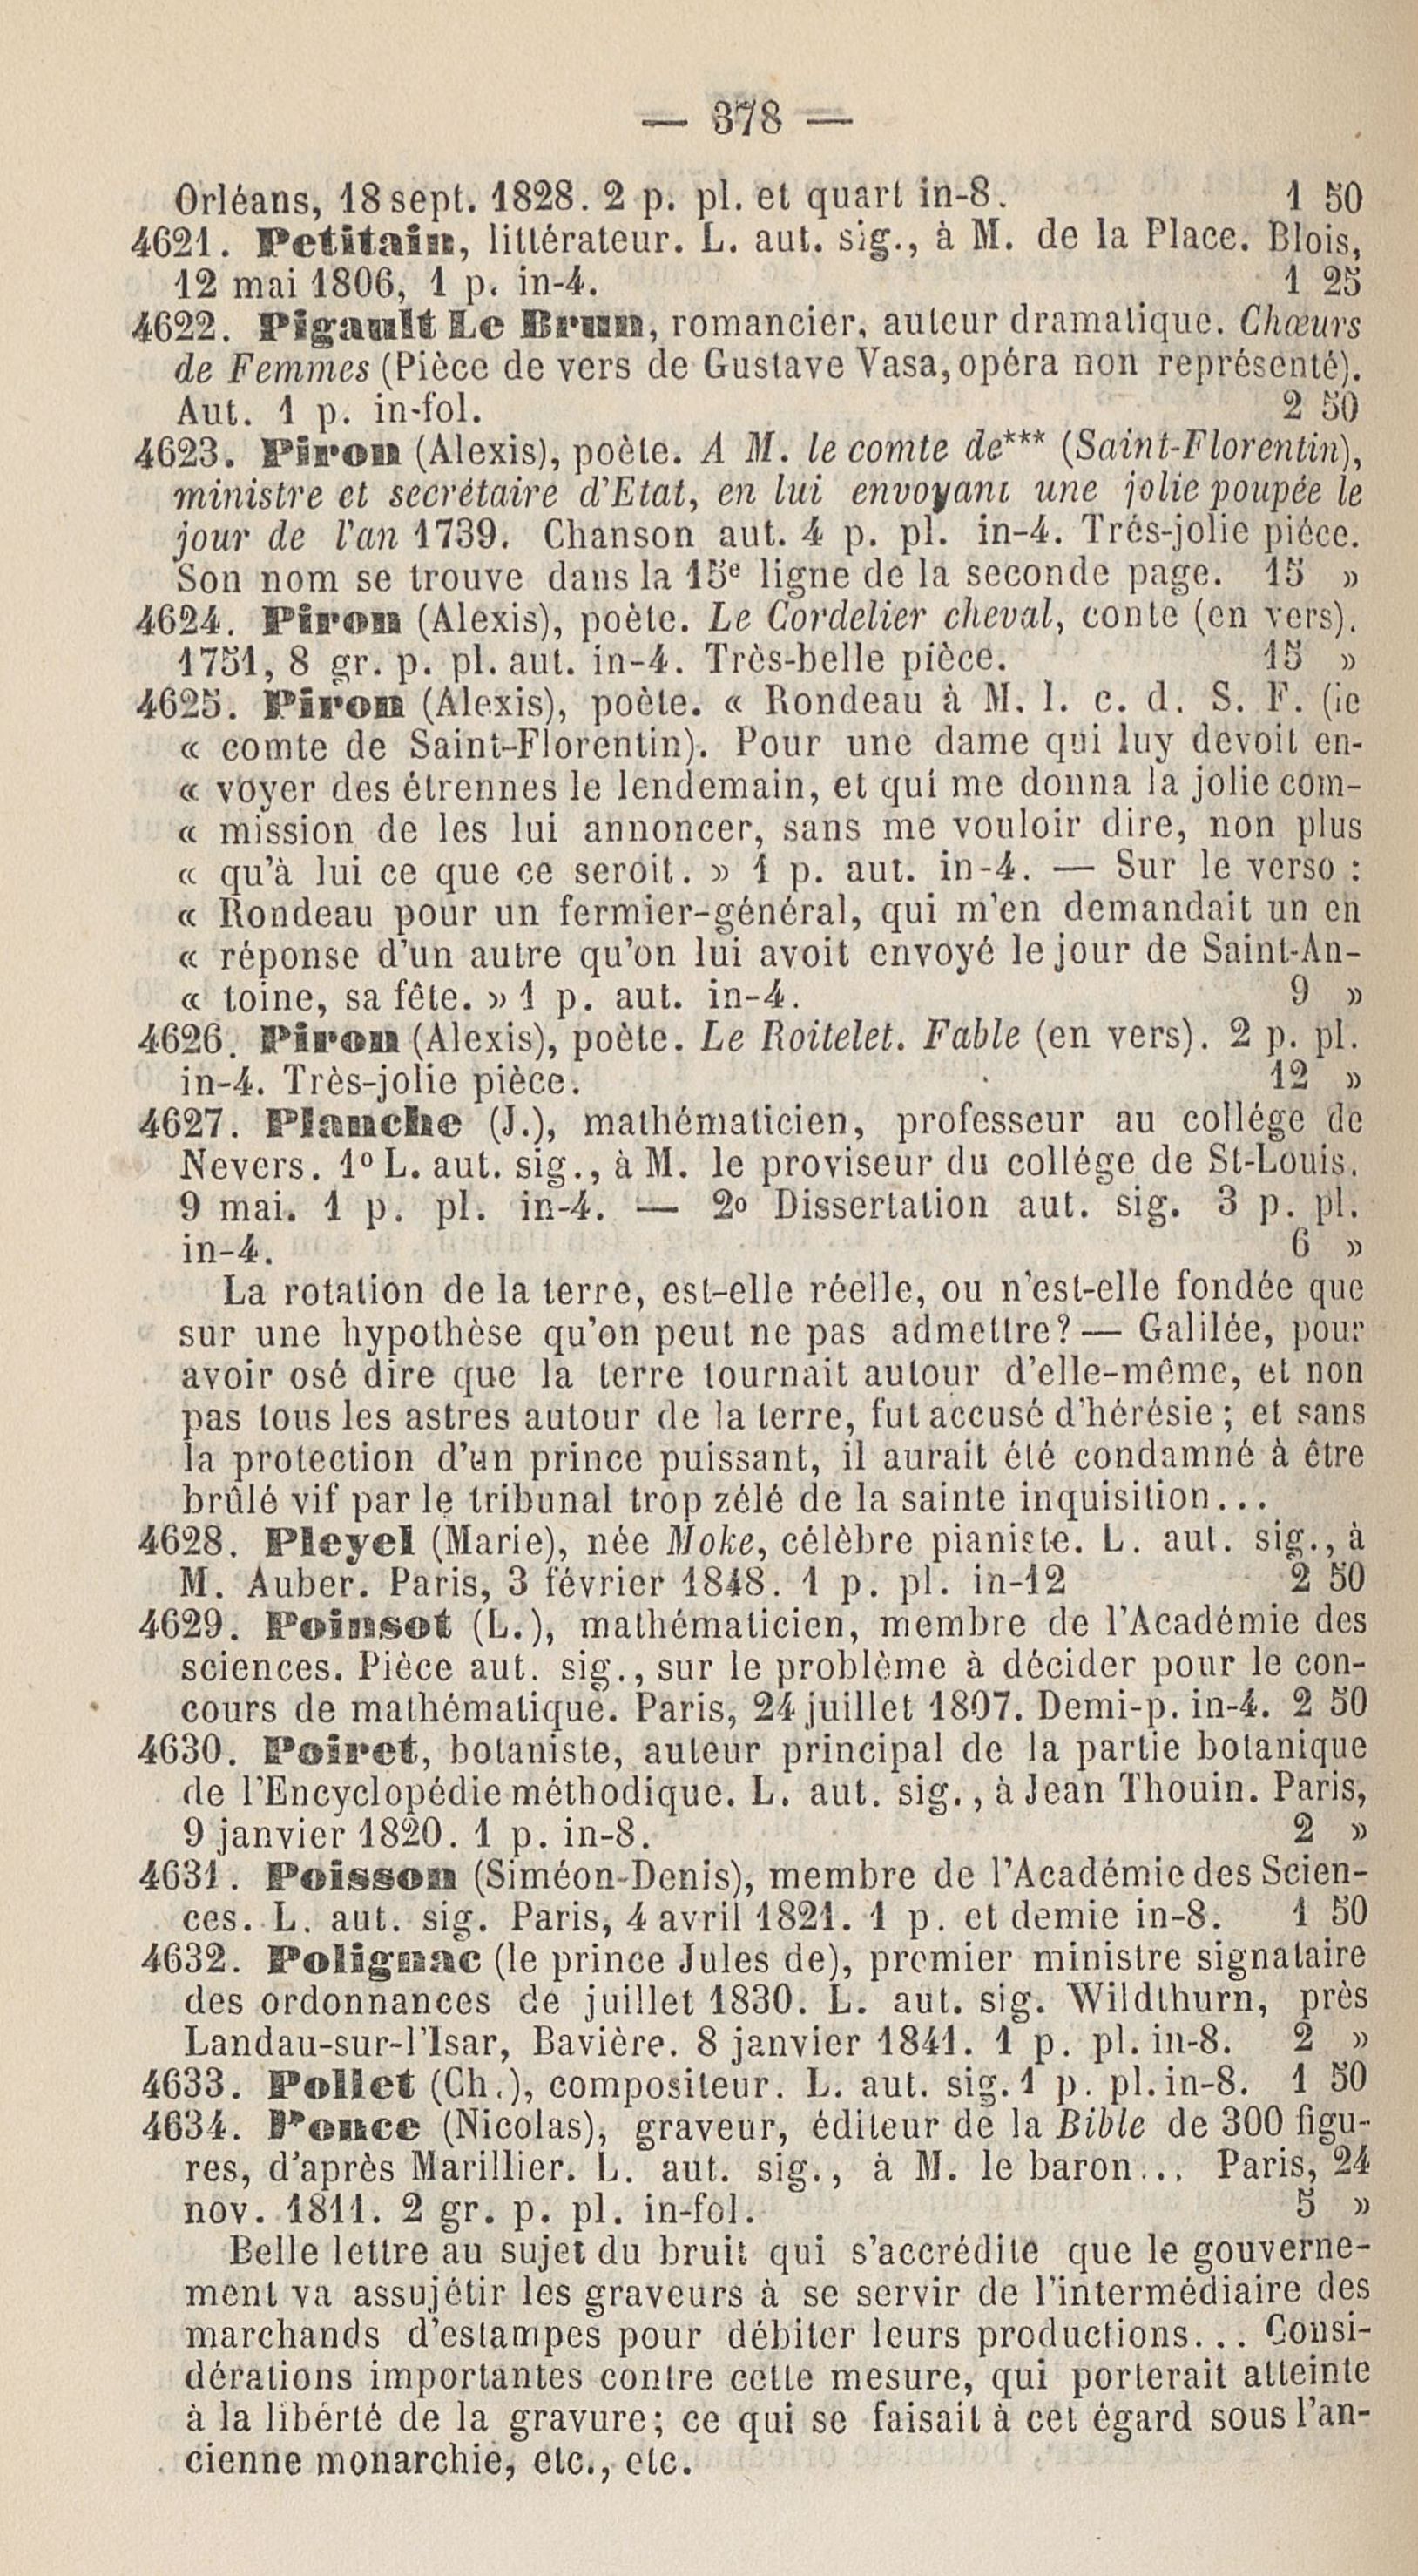 — 378 —
Orléans, 18 sept. 1828. 2 p. pl. et quart in-8. 1 50
4621. Petitain, littérateur. L. aut. sig., à M. de la Place. Blois,
12 mai 1806, 1 p. in-4. 1 25
4622. Pigault Le Brun, romancier, auteur dramatique. Chœurs
de Femmes (Pièce de vers de Gustave Vasa, opéra non représenté).
Aut. 1 p. in-fol. 2 50
4623. Piron (Alexis), poète. A M. le comte de*** (Saint-Florentin),
ministre et secrétaire d'Etat, en lui envoyant une jolie poupée le
jour de l'an 1739. Chanson aut. 4 p. pl. in-4. Trés-jolie piéce.
Son nom se trouve dans la 15e ligne de la seconde page. 15 »
4624. Piron (Alexis), poète. Le Cordelier cheval, conte (en vers).
1751, 8 gr. p. pl. aut. in-4. Très-belle pièce. 15 »
4625. Piron (Alexis), poète. « Rondeau à M. l. c. d. S. F. (le
« comte de Saint-Florentin). Pour une dame qui luy devoit en-
« voyer des étrennes le lendemain, et qui me donna la jolie com-
« mission de les lui annoncer, sans me vouloir dire, non plus
« qu'à lui ce que ce seroit. » 1 p. aut. in-4. — Sur le verso :
« Rondeau pour un fermier-général, qui m'en demandait un en
« réponse d'un autre qu'on lui avoit envoyé le jour de Saint-An-
« toine, sa fête. » 1 p. aut. in-4. 9 »
4626. Piron (Alexis), poète. Le Roitelet. Fable (en vers). 2 p. pl.
in-4. Très-jolie pièce. 12 »
4627. Planche (J.), mathématicien, professeur au collége de
Nevers. 1o L. aut. sig., à M. le proviseur du collége de St-Louis.
9 mai. 1 p. pl. in-4. — 2o Dissertation aut. sig. 3 p. pl.
in-4. 6 »
La rotation de la terre, est-elle réelle, ou n'est-elle fondée que
sur une hypothèse qu'on peut ne pas admettre? — Galilée, pour
avoir osé dire que la terre tournait autour d'elle-même, et non
pas tous les astres autour de la terre, fut accusé d'hérésie ; et sans
la protection d'un prince puissant, il aurait été condamné à être
brûlé vif par le tribunal trop zélé de la sainte inquisition...
4628. Pleyel (Marie), née Moke, célèbre pianiste. L. aut. sig., à
M. Auber. Paris, 3 février 1848. 1 p. pl. in-12 2 50
4629. Poinsot (L.), mathématicien, membre de l'Académie des
sciences. Pièce aut. sig., sur le problème à décider pour le con-
cours de mathématique. Paris, 24 juillet 1807. Demi-p. in-4. 2 50
4630. Poiret, botaniste, auteur principal de la partie botanique
de l'Encyclopédie méthodique. L. aut. sig., à Jean Thouin. Paris,
9 janvier 1820. 1 p. in-8. 2 »
4631. Poisson (Siméon-Denis), membre de l'Académie des Scien-
ces. L. aut. sig. Paris, 4 avril 1821. 1 p. et demie in-8. 1 50
4632. Polignac (le prince Jules de), premier ministre signataire
des ordonnances de juillet 1830. L. aut. sig. Wildthurn, près
Landau-sur-l'Isar, Bavière. 8 janvier 1841. 1 p. pl. in-8. 2 »
4633. Pollet (Ch.), compositeur. L. aut. sig. 1 p. pl. in-8. 1 50
4634. Ponce (Nicolas), graveur, éditeur de la Bible de 300 figu-
res, d'après Marillier. L. aut. sig., à M. le baron... Paris, 24
nov. 1811. 2 gr. p. pl. in-fol. 5 »
Belle lettre au sujet du bruit qui s'accrédite que le gouverne-
ment va assujétir les graveurs à se servir de l'intermédiaire des
marchands d'estampes pour débiter leurs productions... Consi-
dérations importantes contre cette mesure, qui porterait atteinte
à la libérté de la gravure; ce qui se faisait à cet égard sous l'an-
cienne monarchie, etc., etc.